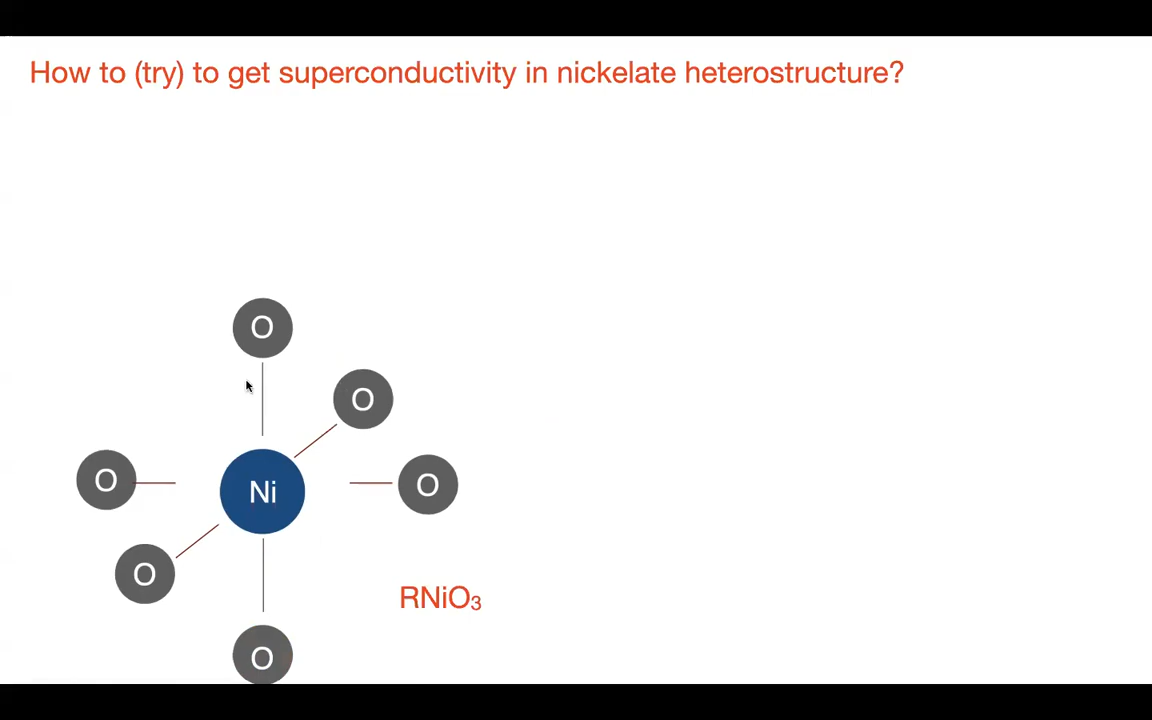 How to (try) to get superconductivity in nickelate heterostructure?
O
O
O
Ni
O
O
RNiO₃
O